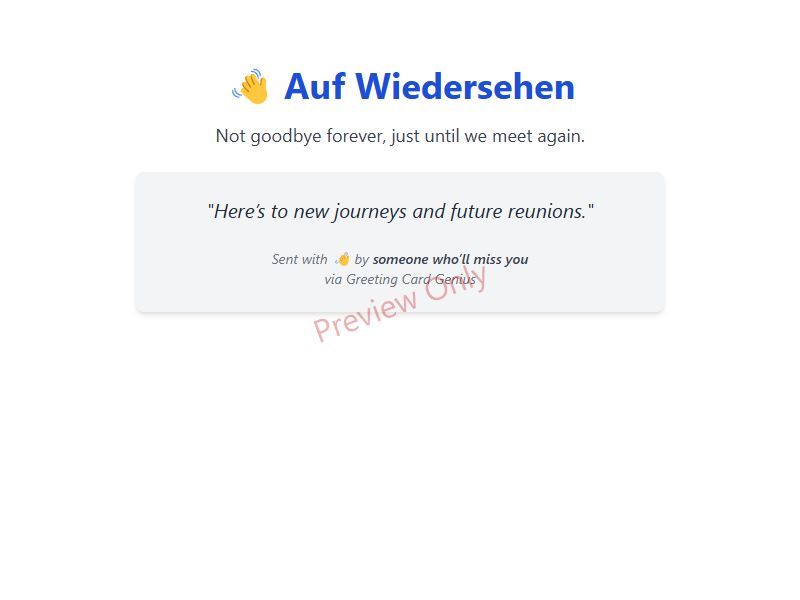 👋 Auf Wiedersehen
Not goodbye forever, just until we meet again.
"Here’s to new journeys and future reunions."
Sent with 👋 by someone who’ll miss you
via Greeting Card Genius
Preview Only